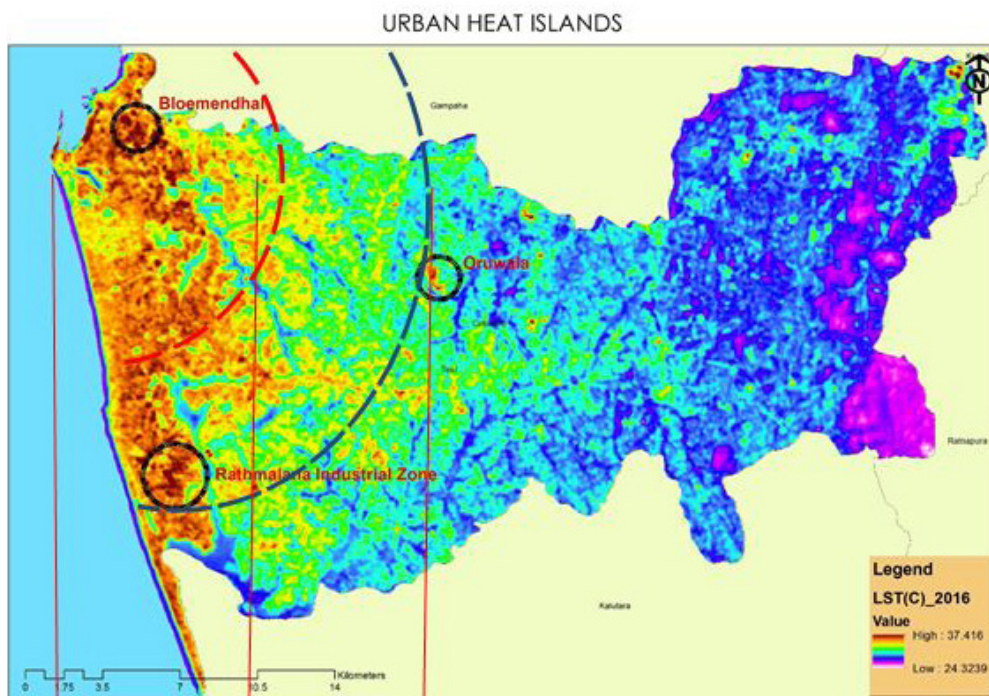 URBAN HEAT ISLANDS
N
Bloemendhal
Gampaha
Oruwala
Rathmalana Industrial Zone
Ratnapura
Kalutara
Legend
LST(C)_2016
Value
High : 37.416
Low : 24.3239
Kilometers
0 1.75 3.5 7 10.5 14